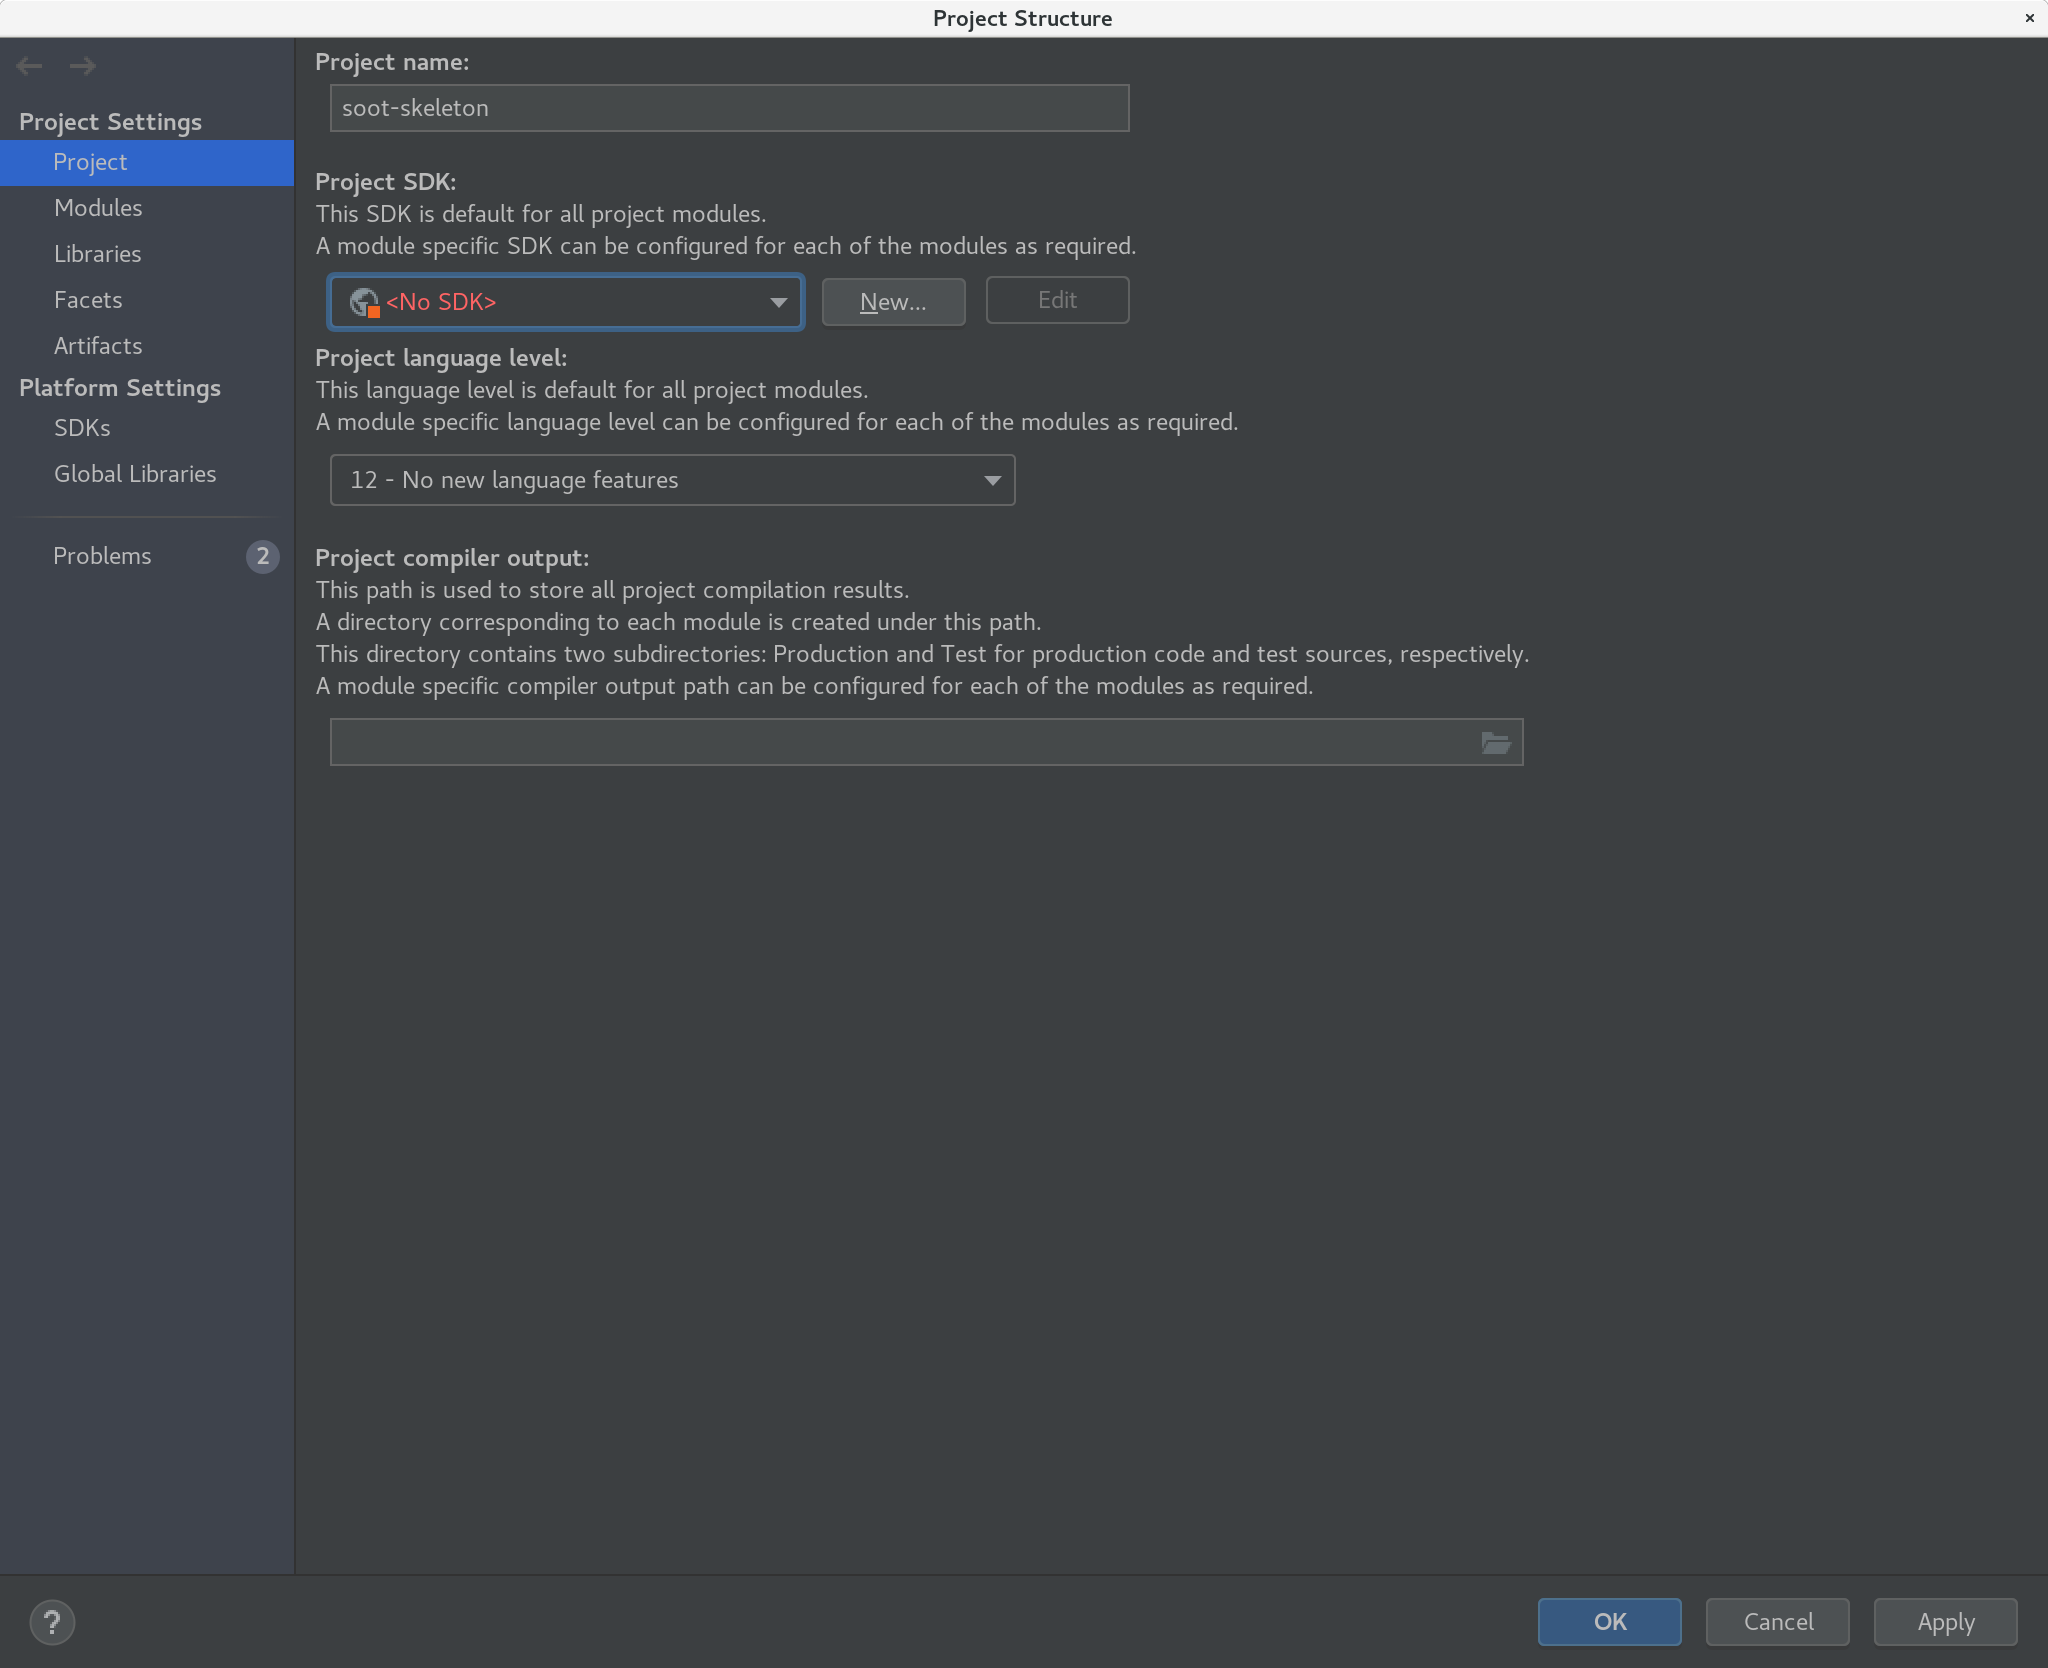 Project Structure
Project Settings
Project
Modules
Libraries
Facets
Artifacts
Platform Settings
SDKs
Global Libraries
Problems 2
Project name:
soot-skeleton
Project SDK:
This SDK is default for all project modules.
A module specific SDK can be configured for each of the modules as required.
<No SDK> New... Edit
Project language level:
This language level is default for all project modules.
A module specific language level can be configured for each of the modules as required.
12 - No new language features
Project compiler output:
This path is used to store all project compilation results.
A directory corresponding to each module is created under this path.
This directory contains two subdirectories: Production and Test for production code and test sources, respectively.
A module specific compiler output path can be configured for each of the modules as required.
? OK Cancel Apply